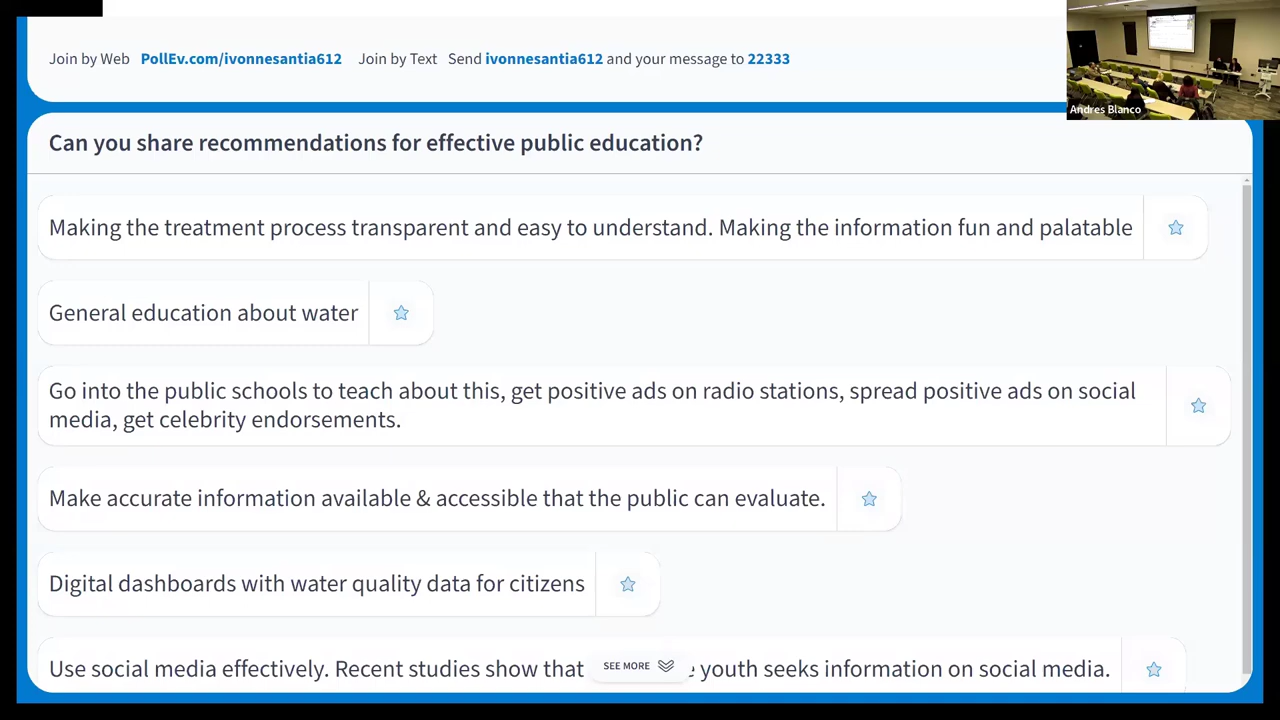 Join by Web PollEv.com/ivonnesantia612 Join by Text Send ivonnesantia612 and your message to 22333
Andres Blanco
Can you share recommendations for effective public education?
Making the treatment process transparent and easy to understand. Making the information fun and palatable
General education about water
Go into the public schools to teach about this, get positive ads on radio stations, spread positive ads on social
media, get celebrity endorsements.
Make accurate information available & accessible that the public can evaluate.
Digital dashboards with water quality data for citizens
Use social media effectively. Recent studies show that youth seeks information on social media.
SEE MORE